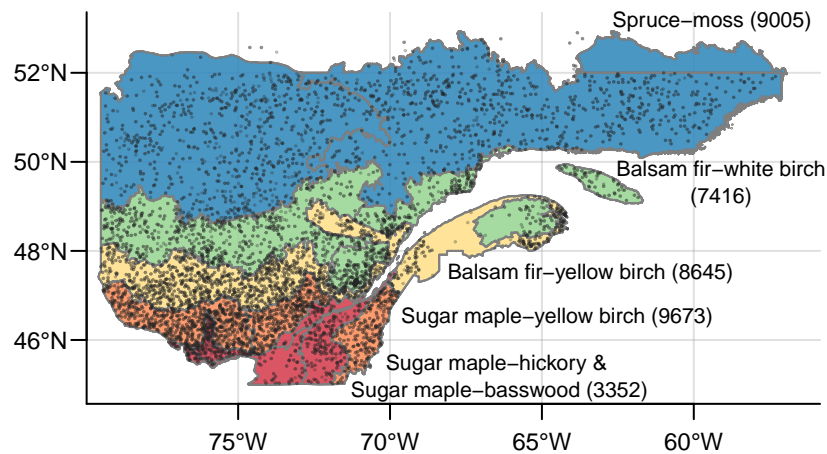 Spruce−moss (9005)
52°N
50°N
Balsam fir−white birch
(7416)
48°N
Balsam fir−yellow birch (8645)
Sugar maple−yellow birch (9673)
46°N
Sugar maple−hickory &
Sugar maple−basswood (3352)
75°W 70°W 65°W 60°W